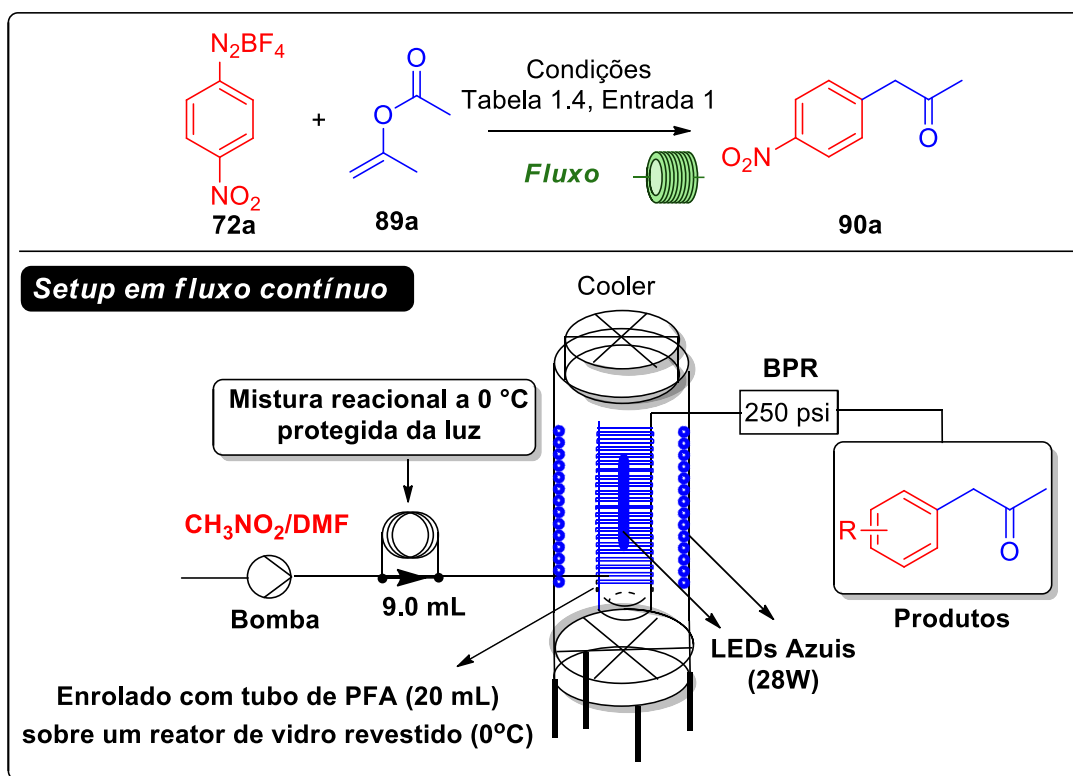 N₂BF₄
NO₂
72a
+
O
O
89a
Condições
Tabela 1.4, Entrada 1
Fluxo
O₂N
O
90a
Setup em fluxo contínuo
Cooler
Mistura reacional a 0 °C
protegida da luz
CH₃NO₂/DMF
Bomba
9.0 mL
BPR
250 psi
R
O
Produtos
LEDs Azuis
(28W)
Enrolado com tubo de PFA (20 mL)
sobre um reator de vidro revestido (0ºC)